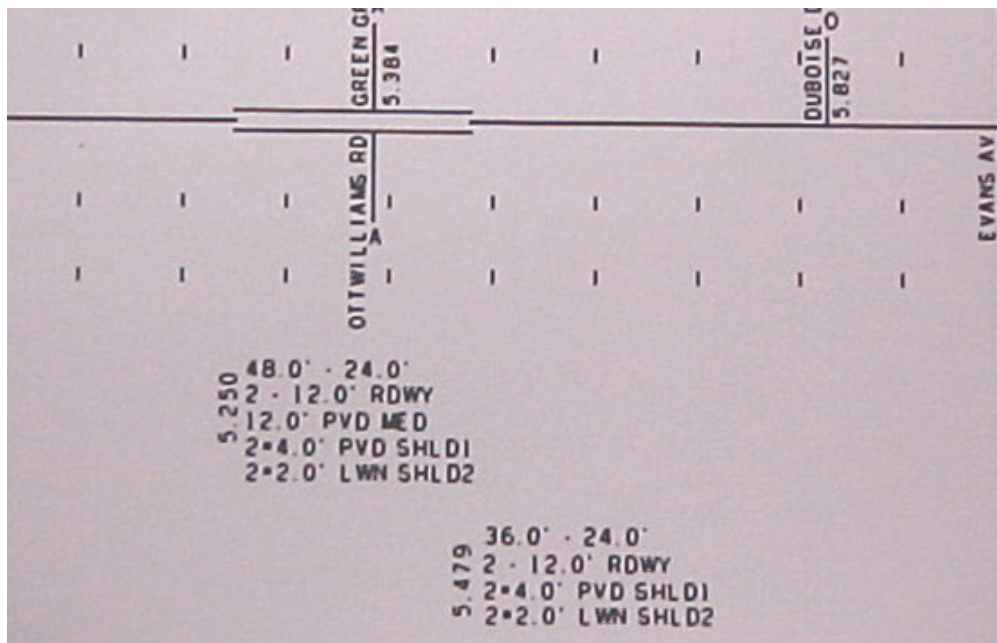 GREEN
5.384
DUBOISE
O
5.827
EVANS AV
OTTWILLIAMS RD
A
5.250
48.0' - 24.0'
2 - 12.0' RDWY
12.0' PVD MED
2=4.0' PVD SHLD1
2=2.0' LWN SHLD2
5.479
36.0' - 24.0'
2 - 12.0' RDWY
2=4.0' PVD SHLD1
2=2.0' LWN SHLD2